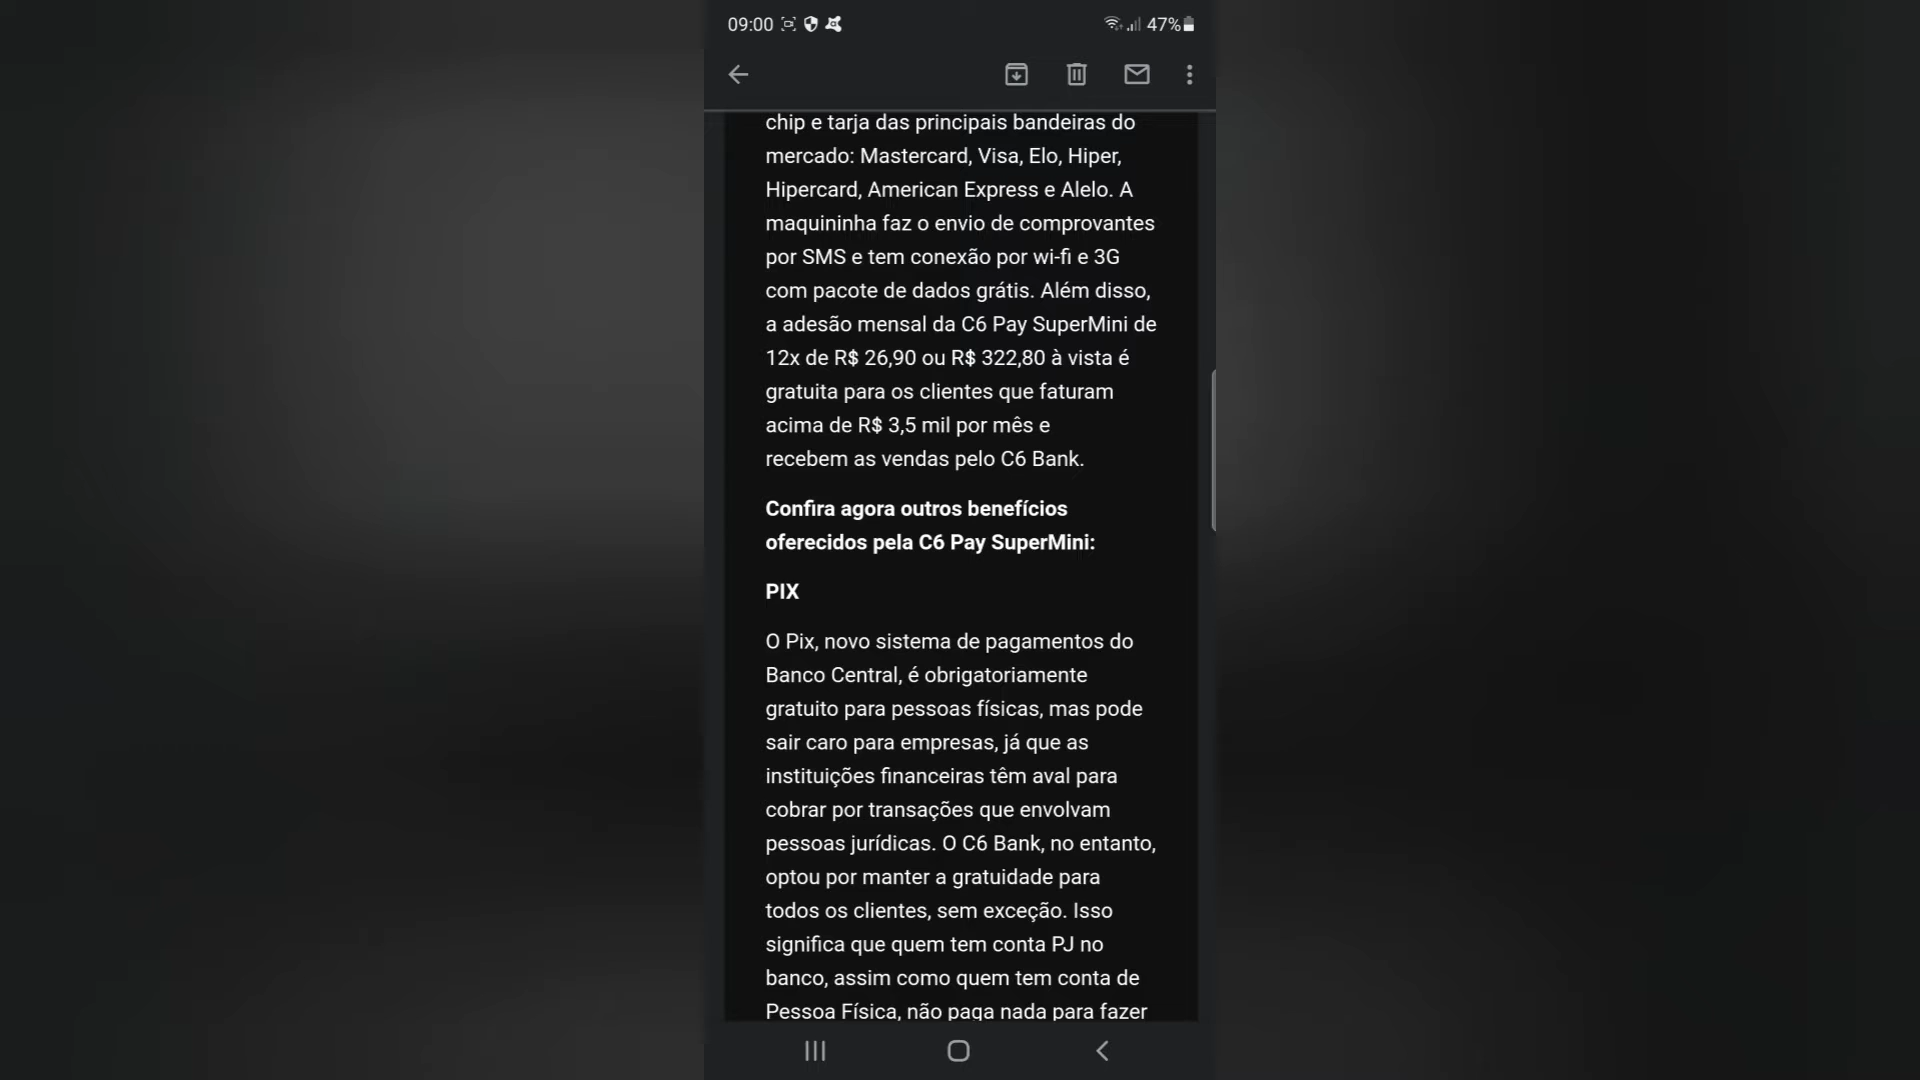 09:00
47%
chip e tarja das principais bandeiras do
mercado: Mastercard, Visa, Elo, Hiper,
Hipercard, American Express e Alelo. A
maquininha faz o envio de comprovantes
por SMS e tem conexão por wi-fi e 3G
com pacote de dados grátis. Além disso,
a adesão mensal da C6 Pay SuperMini de
12x de R$ 26,90 ou R$ 322,80 à vista é
gratuita para os clientes que faturam
acima de R$ 3,5 mil por mês e
recebem as vendas pelo C6 Bank.
Confira agora outros benefícios
oferecidos pela C6 Pay SuperMini:
PIX
O Pix, novo sistema de pagamentos do
Banco Central, é obrigatoriamente
gratuito para pessoas físicas, mas pode
sair caro para empresas, já que as
instituições financeiras têm aval para
cobrar por transações que envolvam
pessoas jurídicas. O C6 Bank, no entanto,
optou por manter a gratuidade para
todos os clientes, sem exceção. Isso
significa que quem tem conta PJ no
banco, assim como quem tem conta de
Pessoa Física, não paga nada para fazer